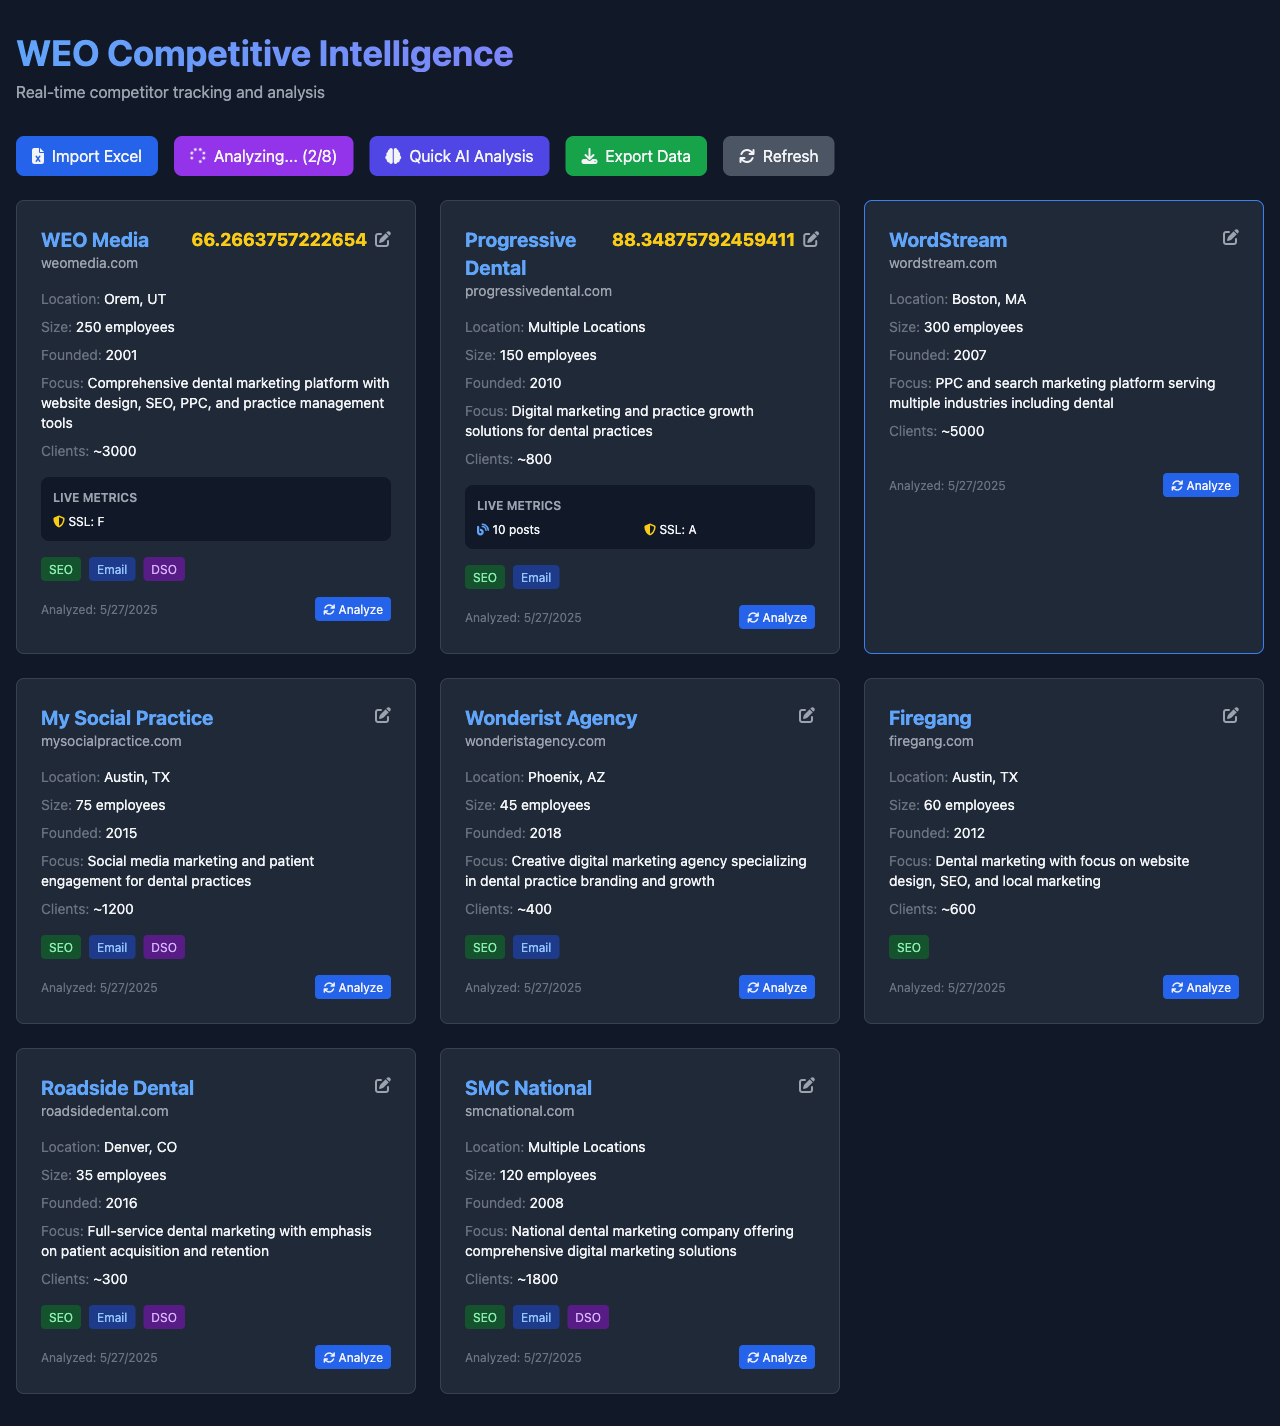 WEO Competitive Intelligence
Real-time competitor tracking and analysis
Import Excel
Analyzing... (2/8)
Quick AI Analysis
Export Data
Refresh
WEO Media
66.2663757222654
weomedia.com
Location: Orem, UT
Size: 250 employees
Founded: 2001
Focus: Comprehensive dental marketing platform with
website design, SEO, PPC, and practice management
tools
Clients: ~3000
LIVE METRICS
SSL: F
SEO Email DSO
Analyzed: 5/27/2025
Analyze
Progressive
Dental
88.34875792459411
progressivedental.com
Location: Multiple Locations
Size: 150 employees
Founded: 2010
Focus: Digital marketing and practice growth
solutions for dental practices
Clients: ~800
LIVE METRICS
10 posts
SSL: A
SEO Email
Analyzed: 5/27/2025
Analyze
WordStream
wordstream.com
Location: Boston, MA
Size: 300 employees
Founded: 2007
Focus: PPC and search marketing platform serving
multiple industries including dental
Clients: ~5000
Analyzed: 5/27/2025
Analyze
My Social Practice
mysocialpractice.com
Location: Austin, TX
Size: 75 employees
Founded: 2015
Focus: Social media marketing and patient
engagement for dental practices
Clients: ~1200
SEO Email DSO
Analyzed: 5/27/2025
Analyze
Wonderist Agency
wonderistagency.com
Location: Phoenix, AZ
Size: 45 employees
Founded: 2018
Focus: Creative digital marketing agency specializing
in dental practice branding and growth
Clients: ~400
SEO Email
Analyzed: 5/27/2025
Analyze
Firegang
firegang.com
Location: Austin, TX
Size: 60 employees
Founded: 2012
Focus: Dental marketing with focus on website
design, SEO, and local marketing
Clients: ~600
SEO
Analyzed: 5/27/2025
Analyze
Roadside Dental
roadsidedental.com
Location: Denver, CO
Size: 35 employees
Founded: 2016
Focus: Full-service dental marketing with emphasis
on patient acquisition and retention
Clients: ~300
SEO Email DSO
Analyzed: 5/27/2025
Analyze
SMC National
smcnational.com
Location: Multiple Locations
Size: 120 employees
Founded: 2008
Focus: National dental marketing company offering
comprehensive digital marketing solutions
Clients: ~1800
SEO Email DSO
Analyzed: 5/27/2025
Analyze